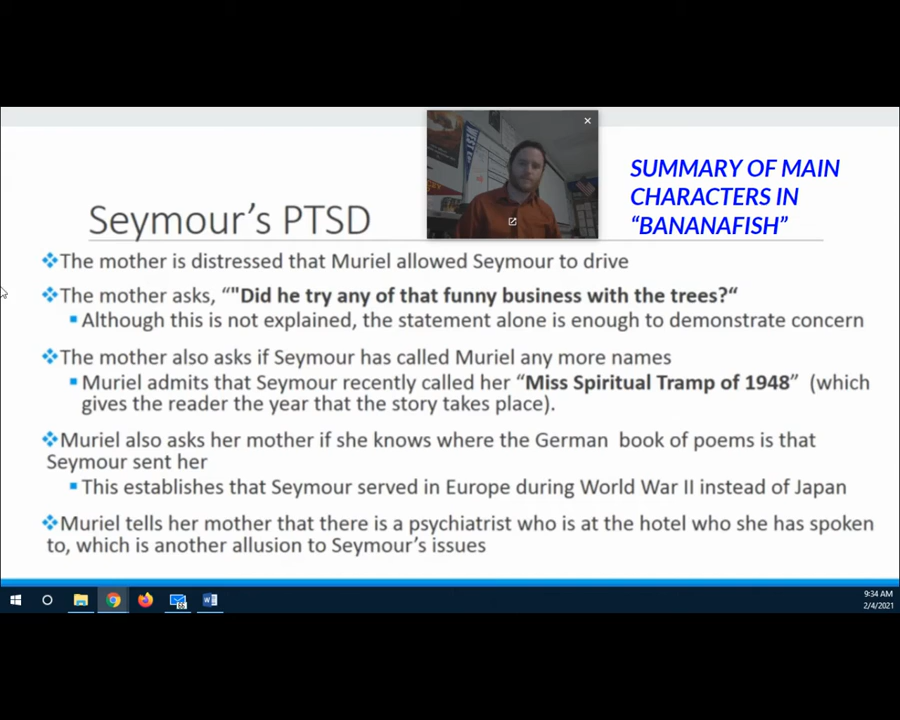 SUMMARY OF MAIN
CHARACTERS IN
“BANANAFISH”
Seymour’s PTSD
The mother is distressed that Muriel allowed Seymour to drive
The mother asks, “"Did he try any of that funny business with the trees?“
Although this is not explained, the statement alone is enough to demonstrate concern
The mother also asks if Seymour has called Muriel any more names
Muriel admits that Seymour recently called her “Miss Spiritual Tramp of 1948” (which
gives the reader the year that the story takes place).
Muriel also asks her mother if she knows where the German book of poems is that
Seymour sent her
This establishes that Seymour served in Europe during World War II instead of Japan
Muriel tells her mother that there is a psychiatrist who is at the hotel who she has spoken
to, which is another allusion to Seymour’s issues
9:34 AM
2/4/2021